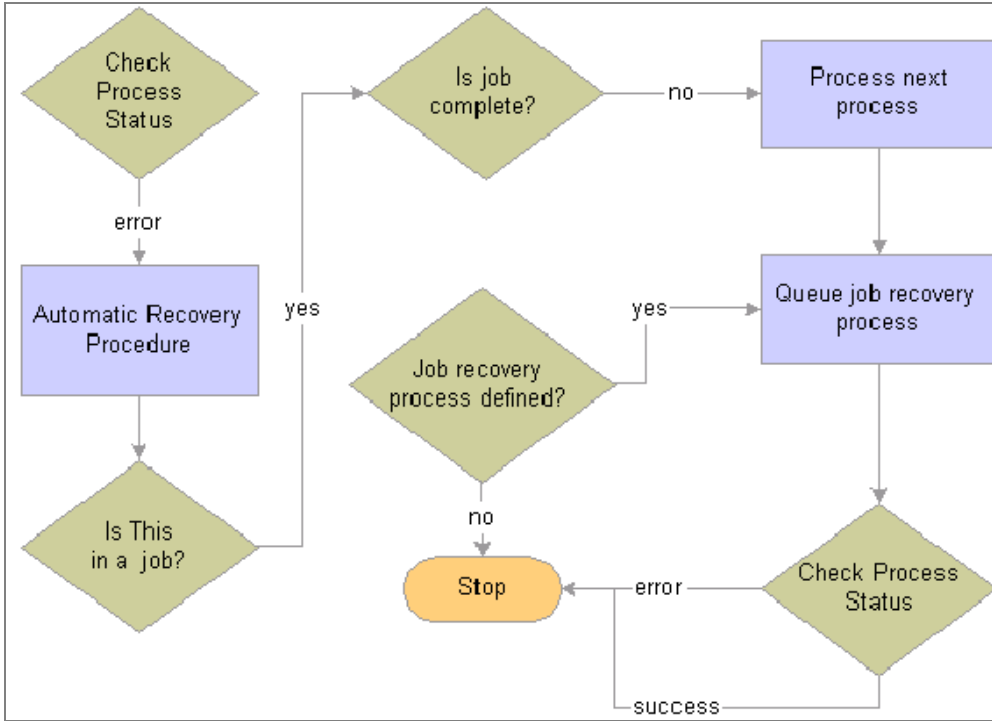 Check
Process
Status
error
Automatic Recovery
Procedure
Is This
in a job?
yes
Is job
complete?
no
Process next
process
Job recovery
process defined?
yes
no
Queue job recovery
process
Check Process
Status
error
success
Stop